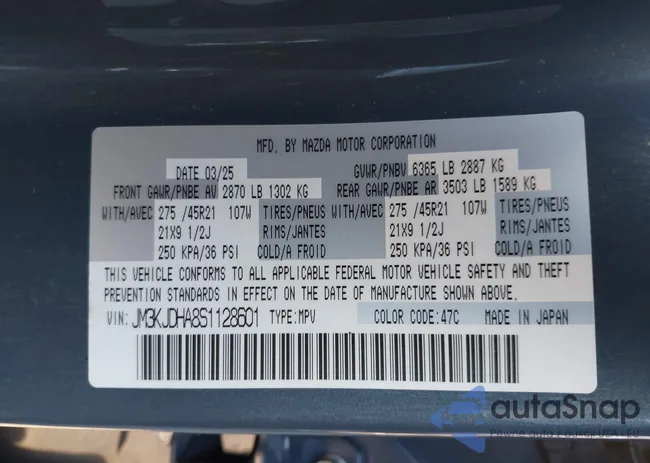 MFD. BY MAZDA MOTOR CORPORATION
DATE 03/25 GVWR/PNBV 6365 LB 2887 KG
FRONT GAWR/PNBE AV 2870 LB 1302 KG REAR GAWR/PNBE AR 3503 LB 1589 KG
WITH/AVEC 275 /45R21 107W TIRES/PNEUS WITH/AVEC 275 /45R21 107W TIRES/PNEUS
21X9 1/2J RIMS/JANTES 21X9 1/2J RIMS/JANTES
250 KPA/36 PSI COLD/A FROID 250 KPA/36 PSI COLD/A FROID
THIS VEHICLE CONFORMS TO ALL APPLICABLE FEDERAL MOTOR VEHICLE SAFETY AND THEFT
PREVENTION STANDARDS IN EFFECT ON THE DATE OF MANUFACTURE SHOWN ABOVE.
VIN: JM3KJDHA8S1128601 TYPE:MPV COLOR CODE:47C MADE IN JAPAN
autaSnap